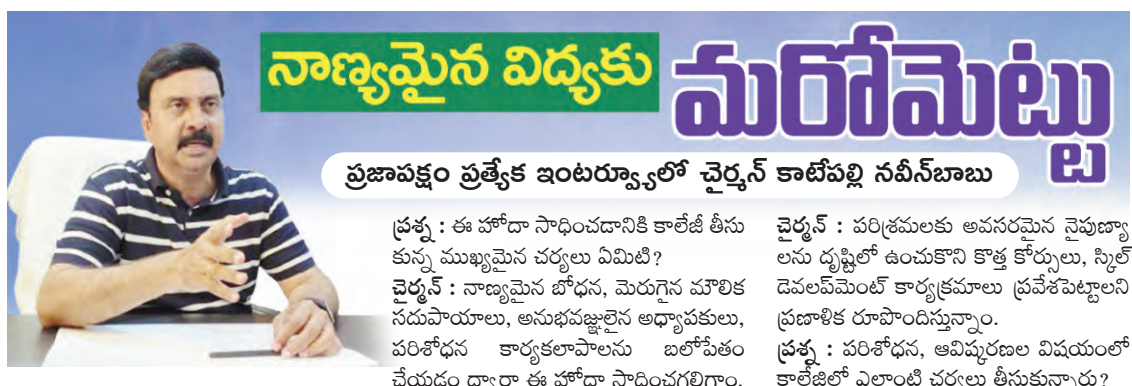 నాణ్యమైన విద్యకు మరోమెట్టు
ప్రజాపక్షం ప్రత్యేక ఇంటర్వ్యూలో చైర్మన్ కాటేపల్లి నవీన్‌బాబు
ప్రశ్న : ఈ హోదా సాధించడానికి కాలేజీ తీసు
కున్న ముఖ్యమైన చర్యలు ఏమిటి?
చైర్మన్ : నాణ్యమైన బోధన, మెరుగైన మౌలిక
సదుపాయాలు, అనుభవజ్ఞులైన అధ్యాపకులు,
పరిశోధన కార్యకలాపాలను బలోపేతం
చేయడం ద్వారా ఈ హోదా సాధించగలిగాం.
చైర్మన్ : పరిశ్రమలకు అవసరమైన నైపుణ్యా
లను దృష్టిలో ఉంచుకొని కొత్త కోర్సులు, స్కిల్
డెవలప్‌మెంట్ కార్యక్రమాలు ప్రవేశపెట్టాలని
ప్రణాళిక రూపొందిస్తున్నాం.
ప్రశ్న : పరిశోధన, ఆవిష్కరణల విషయంలో
కాలేజీలో ఎలాంటి చర్యలు తీసుకున్నారు?